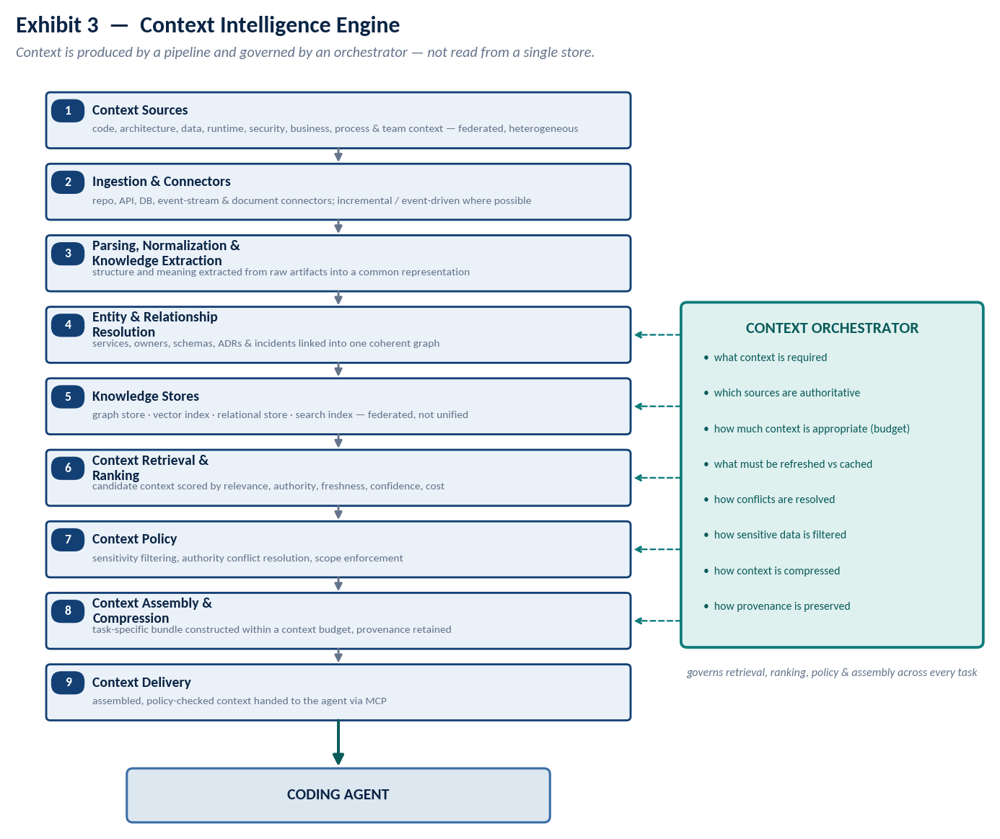 Exhibit 3 — Context Intelligence Engine
Context is produced by a pipeline and governed by an orchestrator — not read from a single store.
1
Context Sources
code, architecture, data, runtime, security, business, process & team context — federated, heterogeneous
2
Ingestion & Connectors
repo, API, DB, event-stream & document connectors; incremental / event-driven where possible
3
Parsing, Normalization &
Knowledge Extraction
structure and meaning extracted from raw artifacts into a common representation
4
Entity & Relationship
Resolution
services, owners, schemas, ADRs & incidents linked into one coherent graph
5
Knowledge Stores
graph store · vector index · relational store · search index — federated, not unified
6
Context Retrieval &
Ranking
candidate context scored by relevance, authority, freshness, confidence, cost
7
Context Policy
sensitivity filtering, authority conflict resolution, scope enforcement
8
Context Assembly &
Compression
task-specific bundle constructed within a context budget, provenance retained
9
Context Delivery
assembled, policy-checked context handed to the agent via MCP
CODING AGENT
CONTEXT ORCHESTRATOR
• what context is required
• which sources are authoritative
• how much context is appropriate (budget)
• what must be refreshed vs cached
• how conflicts are resolved
• how sensitive data is filtered
• how context is compressed
• how provenance is preserved
governs retrieval, ranking, policy & assembly across every task